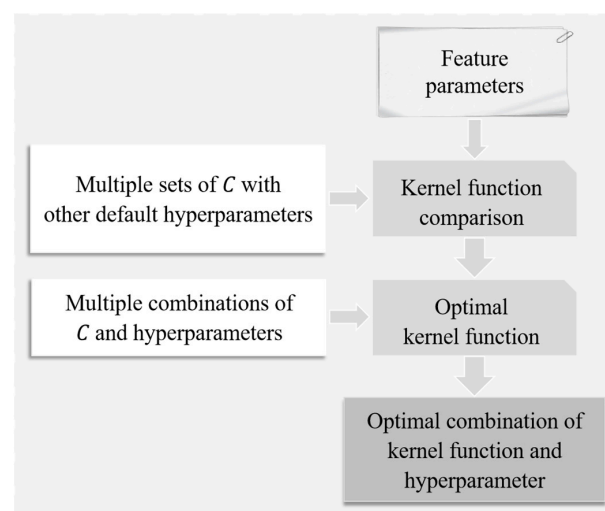 Feature
parameters
Multiple sets of C with
other default hyperparameters
Kernel function
comparison
Multiple combinations of
C and hyperparameters
Optimal
kernel function
Optimal combination of
kernel function and
hyperparameter